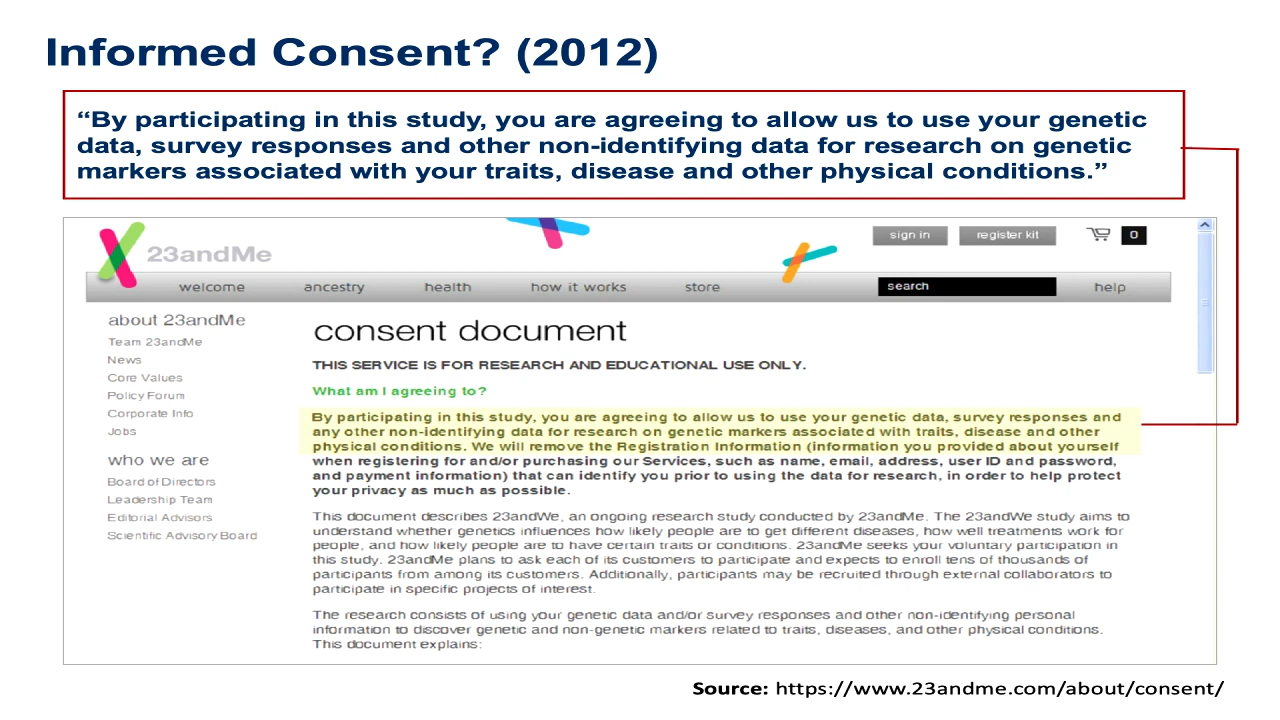 Informed Consent? (2012)
“By participating in this study, you are agreeing to allow us to use your genetic
data, survey responses and other non-identifying data for research on genetic
markers associated with your traits, disease and other physical conditions.”
23andMe
sign in
register kit
0
welcome
ancestry
health
how it works
store
search
help
about 23andMe
Team 23andMe
News
Core Values
Policy Forum
Corporate Info
Jobs
who we are
Board of Directors
Leadership Team
Editorial Advisors
Scientific Advisory Board
consent document
THIS SERVICE IS FOR RESEARCH AND EDUCATIONAL USE ONLY.
What am I agreeing to?
By participating in this study, you are agreeing to allow us to use your genetic data, survey responses and
any other non-identifying data for research on genetic markers associated with traits, disease and other
physical conditions. We will remove the Registration Information (information you provided about yourself
when registering for and/or purchasing our Services, such as name, email, address, user ID and password,
and payment information) that can identify you prior to using the data for research, in order to help protect
your privacy as much as possible.
This document describes 23andWe, an ongoing research study conducted by 23andMe. The 23andWe study aims to
understand whether genetics influences how likely people are to get different diseases, how well treatments work for
people, and how likely people are to have certain traits or conditions. 23andMe seeks your voluntary participation in
this study. 23andMe plans to ask each of its customers to participate and expects to enroll tens of thousands of
participants from among its customers. Additionally, participants may be recruited through external collaborators to
participate in specific projects of interest.
The research consists of using your genetic data and/or survey responses and other non-identifying personal
information to discover genetic and non-genetic markers related to traits, diseases, and other physical conditions.
This document explains:
Source: https://www.23andme.com/about/consent/